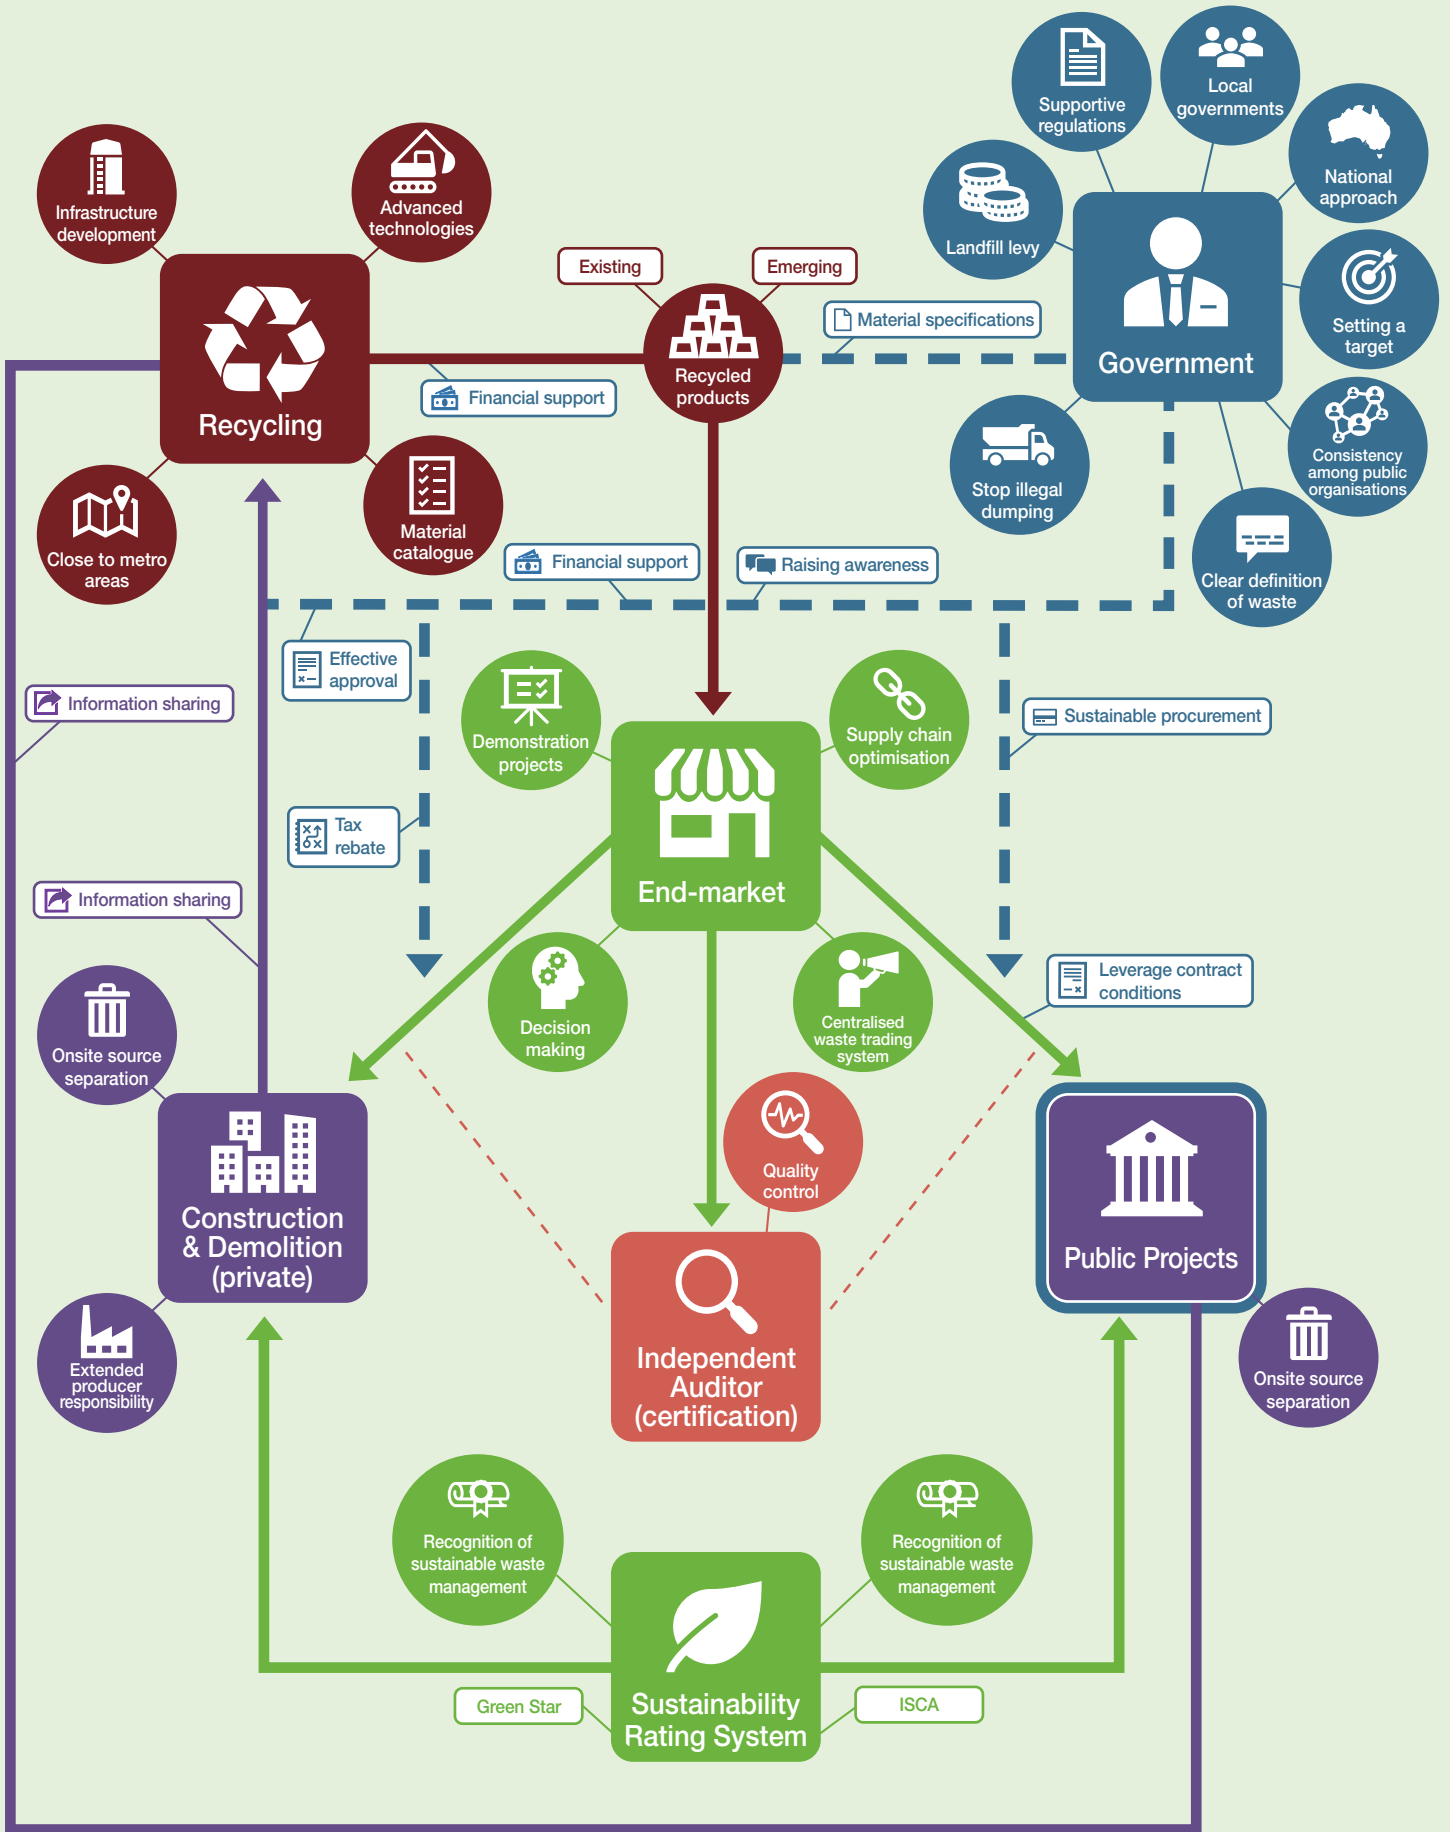 Supportive
regulations
Local
governments
National
approach
Landfill levy
Setting a
target
Government
Consistency
among public
organisations
Stop illegal
dumping
Clear definition
of waste
Infrastructure
development
Advanced
technologies
Recycling
Close to metro
areas
Material
catalogue
Existing
Emerging
Recycled
products
Material specifications
Financial support
Financial support
Raising awareness
Effective
approval
Information sharing
Sustainable procurement
Demonstration
projects
Supply chain
optimisation
Tax
rebate
End-market
Information sharing
Decision
making
Centralised
waste trading
system
Leverage contract
conditions
Onsite source
separation
Construction
& Demolition
(private)
Extended
producer
responsibility
Quality
control
Independent
Auditor
(certification)
Public Projects
Onsite source
separation
Recognition of
sustainable waste
management
Recognition of
sustainable waste
management
Green Star
Sustainability
Rating System
ISCA